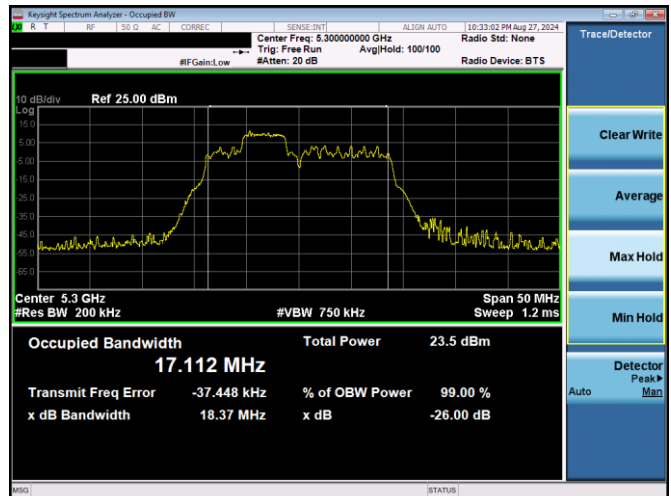 Keysight Spectrum Analyzer - Occupied BW
R T RF 50 Ω AC CORREC SENSE:INT ALIGN AUTO 10:33:02 PM Aug 27, 2024
Center Freq: 5.300000000 GHz Radio Std: None
Trig: Free Run Avg|Hold: 100/100
#IFGain:Low #Atten: 20 dB Radio Device: BTS
Trace/Detector
10 dB/div Ref 25.00 dBm
Log
15.0
5.00
-5.00
-15.0
-25.0
-35.0
-45.0
-55.0
-65.0
Center 5.3 GHz Span 50 MHz
#Res BW 200 kHz #VBW 750 kHz Sweep 1.2 ms
Occupied Bandwidth Total Power 23.5 dBm
17.112 MHz
Transmit Freq Error -37.448 kHz % of OBW Power 99.00 %
x dB Bandwidth 18.37 MHz x dB -26.00 dB
Clear Write
Average
Max Hold
Min Hold
Detector
Peak▶
Auto Man
MSG STATUS